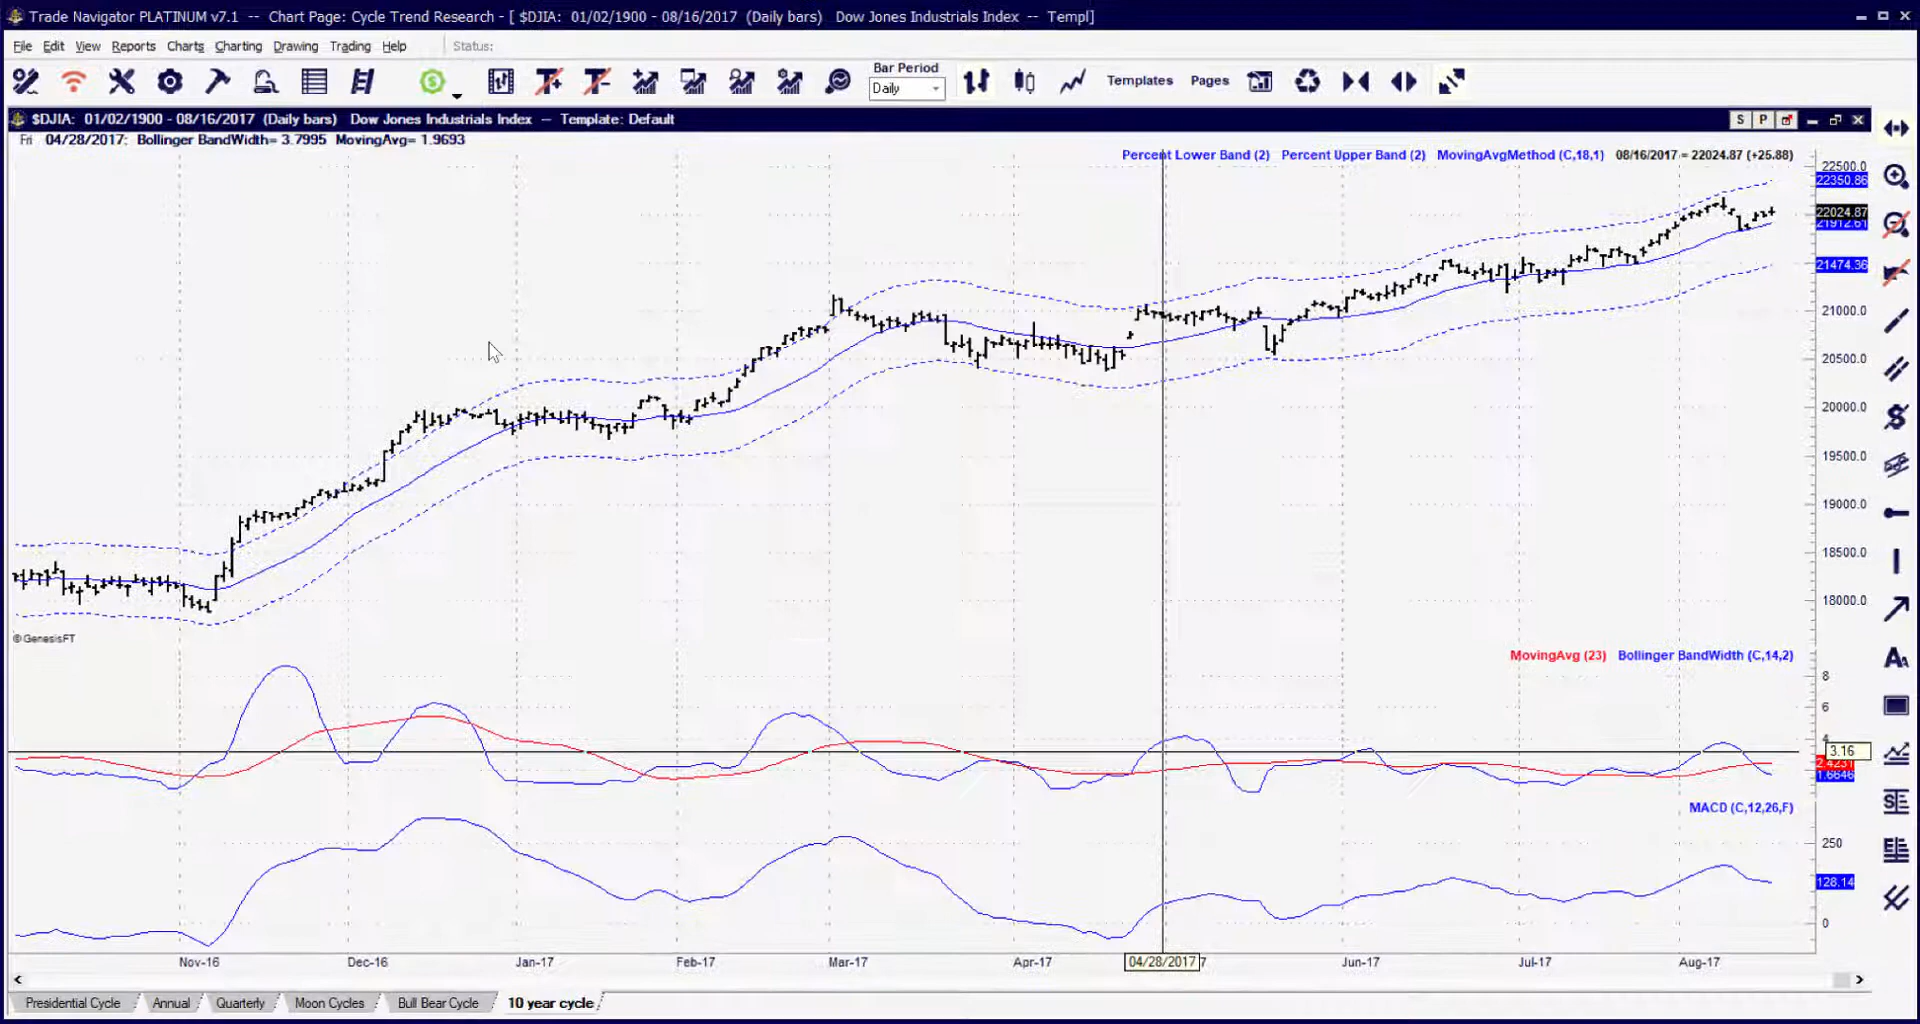 Trade Navigator PLATINUM v7.1 -- Chart Page: Cycle Trend Research - [ $DJIA: 01/02/1900 - 08/16/2017 (Daily bars) Dow Jones Industrials Index -- Templ]
File Edit View Reports Charts Charting Drawing Trading Help Status:
Bar Period
Daily
Templates Pages
$DJIA: 01/02/1900 - 08/16/2017 (Daily bars) Dow Jones Industrials Index -- Template: Default
S P
Fri 04/28/2017: Bollinger BandWidth= 3.7995 MovingAvg= 1.9693
Percent Lower Band (2) Percent Upper Band (2) MovingAvgMethod (C,18,1) 08/16/2017 = 22024.87 (+25.88)
22500.0
22350.86
22024.87
21912.61
21474.36
21000.0
20500.0
20000.0
19500.0
19000.0
18500.0
18000.0
© GenesisFT
MovingAvg (23) Bollinger BandWidth (C,14,2)
8
6
4
3.16
2.4231
1.6646
MACD (C,12,26,F)
250
128.14
0
Nov-16 Dec-16 Jan-17 Feb-17 Mar-17 Apr-17 04/28/2017 7 Jun-17 Jul-17 Aug-17
Presidential Cycle Annual Quarterly Moon Cycles Bull Bear Cycle 10 year cycle